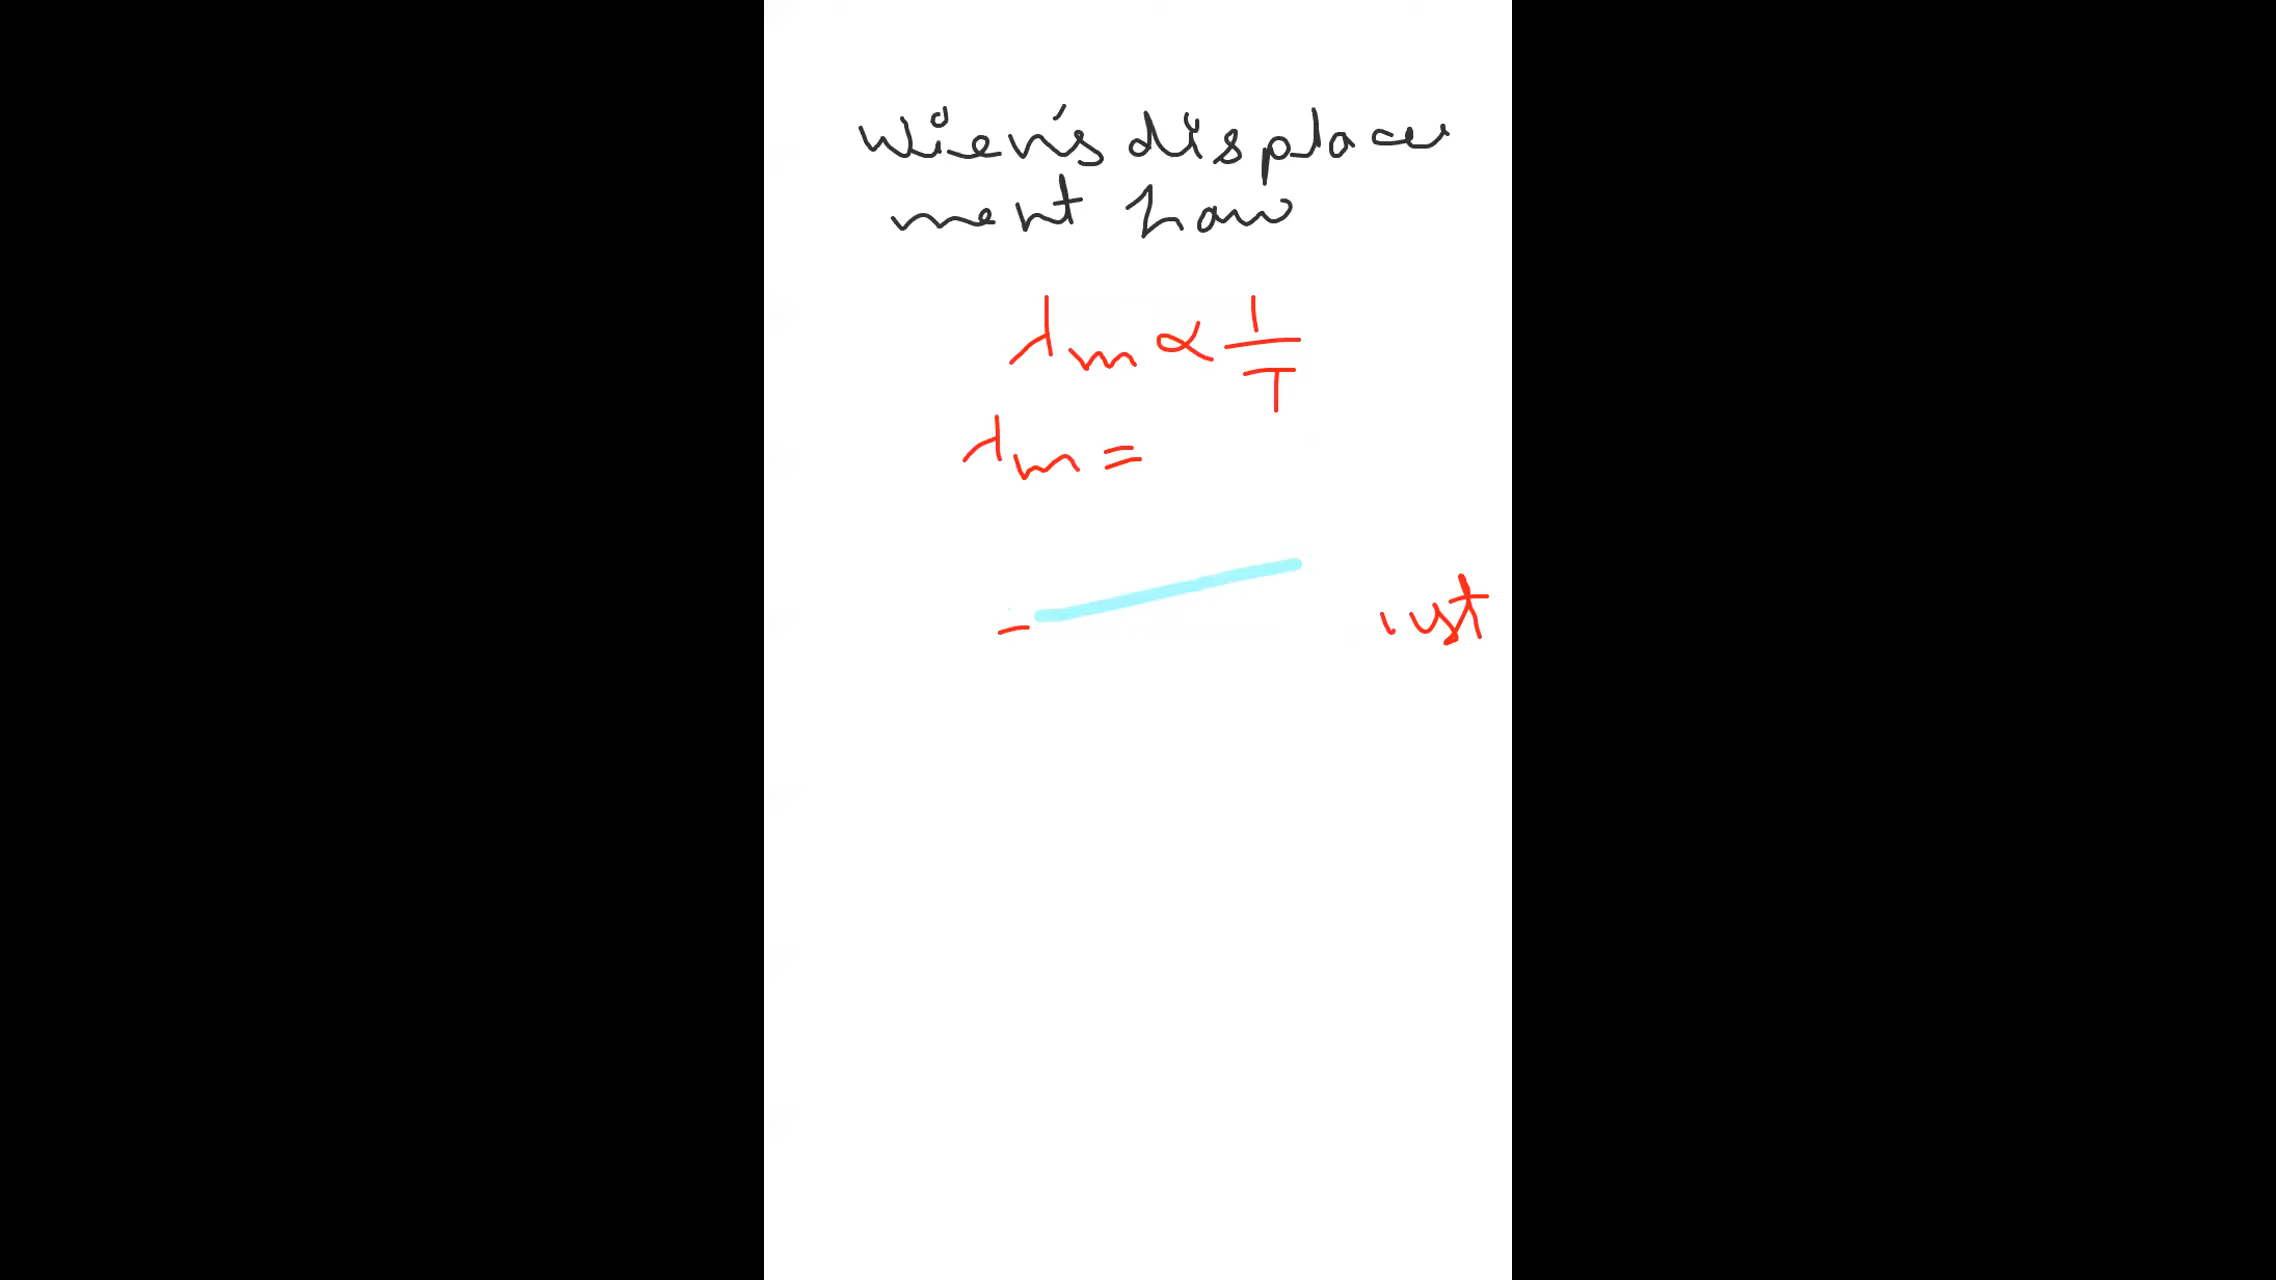 Wien's displace
ment Law
λm ∝ 1/T
λm =
=